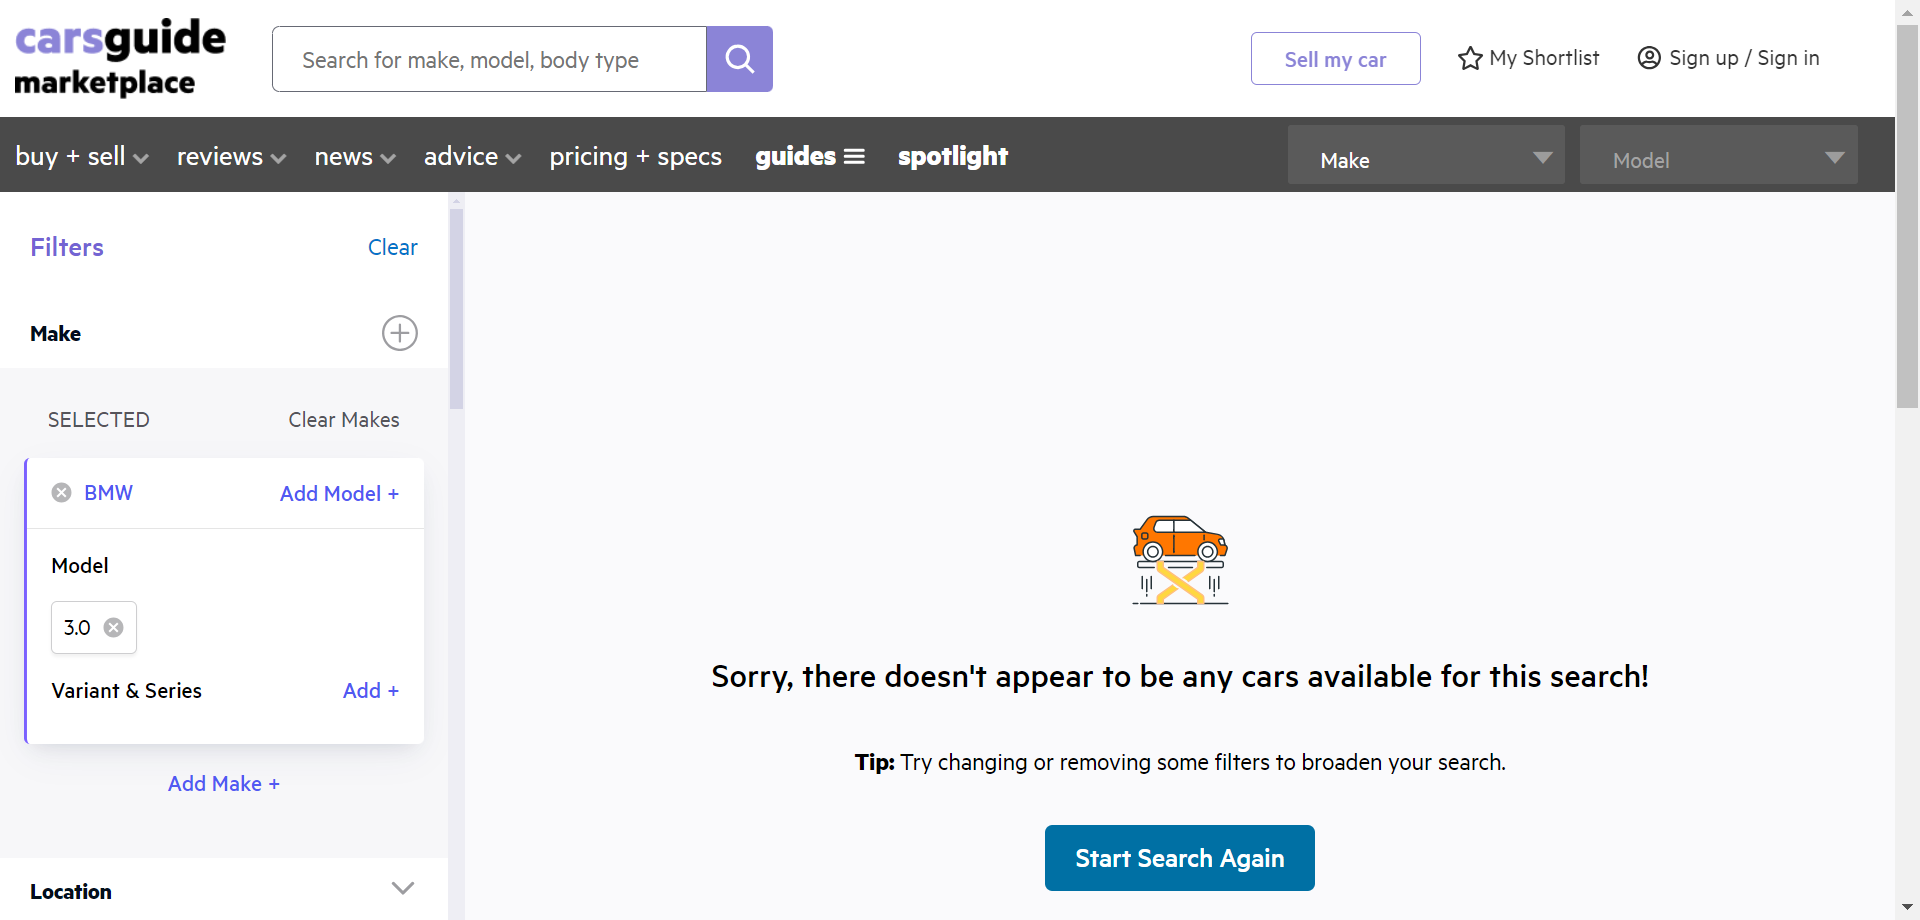 carsguide
marketplace
Search for make, model, body type
Sell my car
My Shortlist
Sign up / Sign in
buy + sell
reviews
news
advice
pricing + specs
guides
spotlight
Make
Model
Filters
Clear
Make
SELECTED
Clear Makes
BMW
Add Model +
Model
3.0
Variant & Series
Add +
Add Make +
Location
Sorry, there doesn't appear to be any cars available for this search!
Tip: Try changing or removing some filters to broaden your search.
Start Search Again